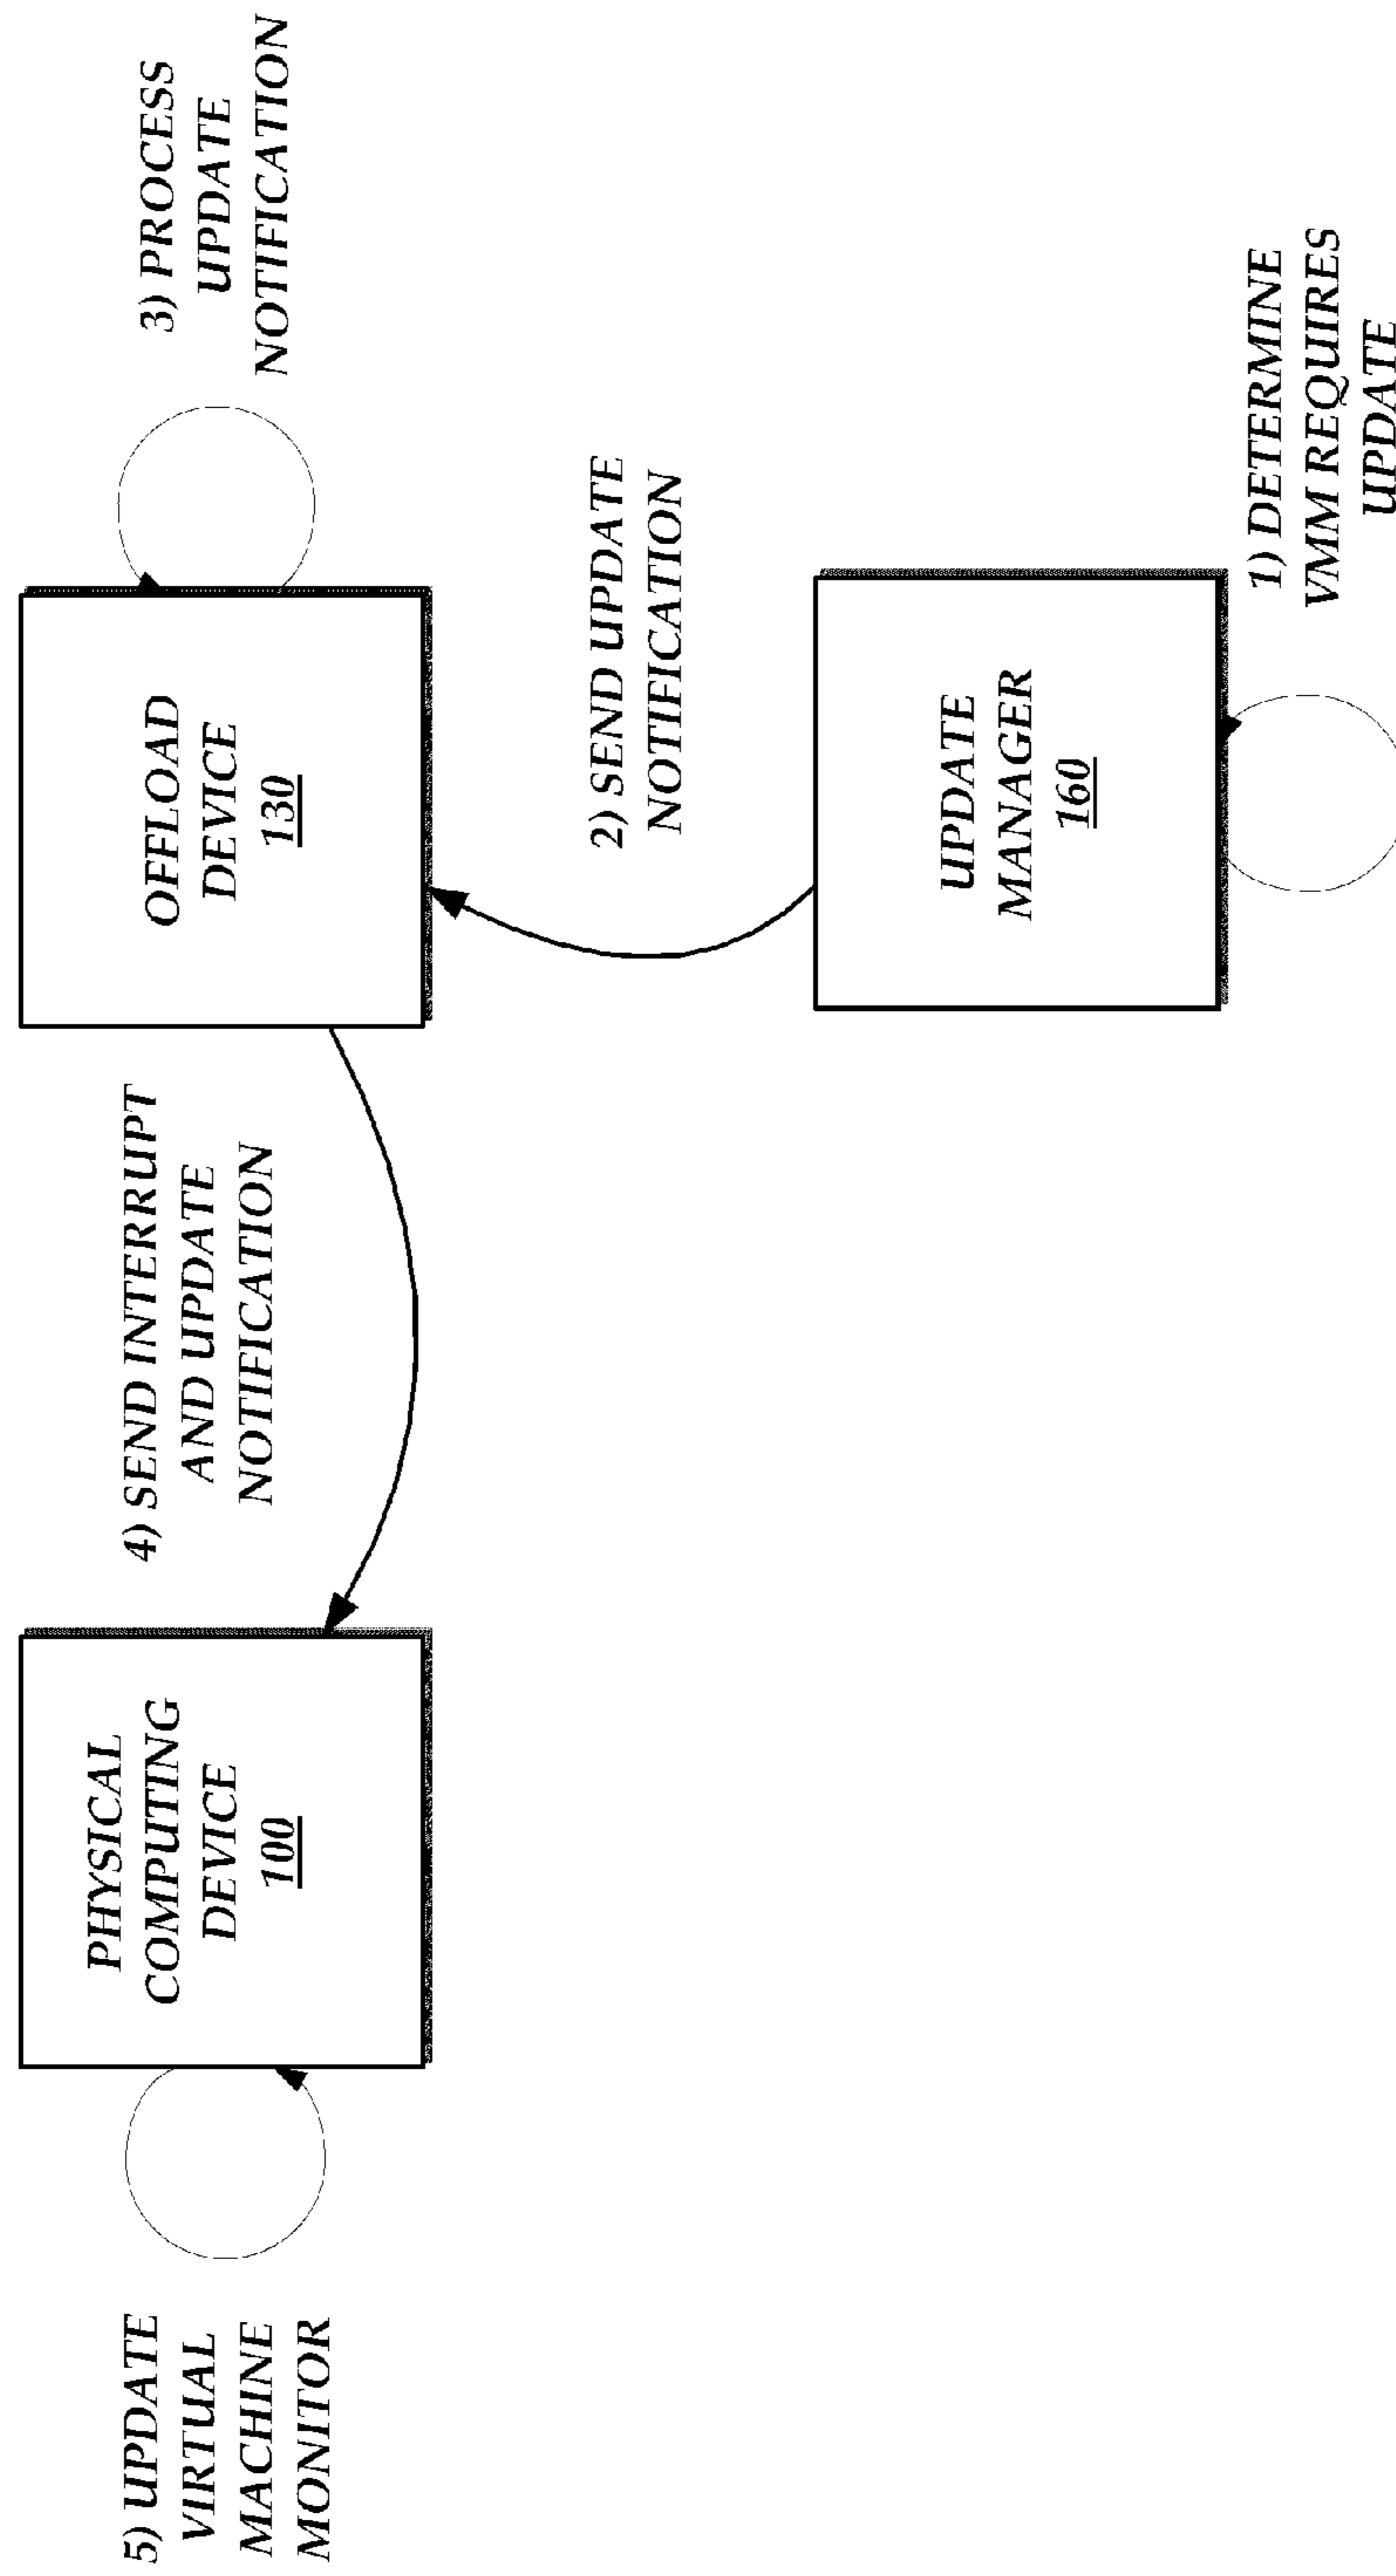 5) UPDATE
VIRTUAL
MACHINE
MONITOR
PHYSICAL
COMPUTING
DEVICE
100
4) SEND INTERRUPT
AND UPDATE
NOTIFICATION
OFFLOAD
DEVICE
130
3) PROCESS
UPDATE
NOTIFICATION
2) SEND UPDATE
NOTIFICATION
UPDATE
MANAGER
160
1) DETERMINE
VMM REQUIRES
UPDATE